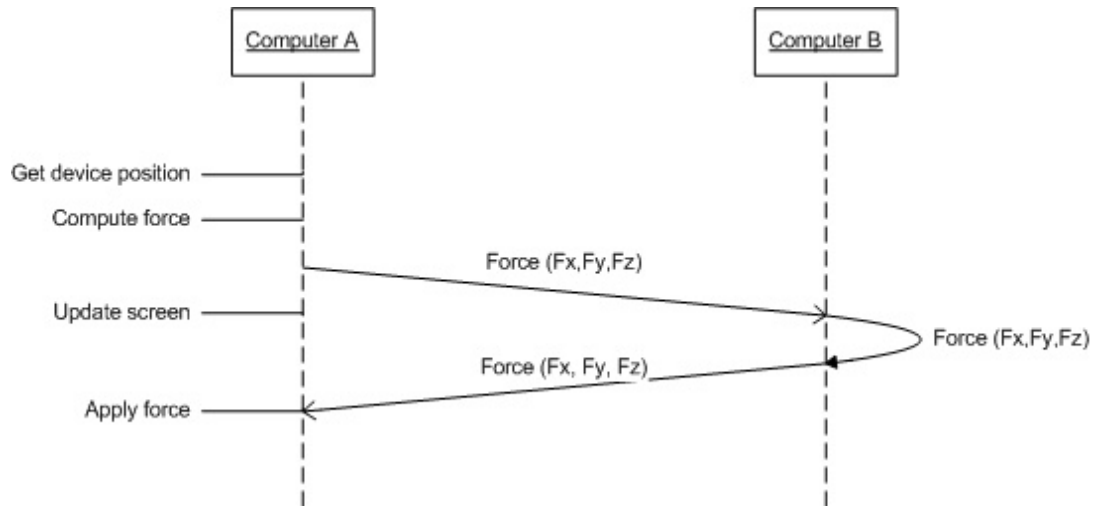 Computer A
Computer B
Get device position
Compute force
Force (Fx,Fy,Fz)
Update screen
Force (Fx,Fy,Fz)
Force (Fx, Fy, Fz)
Apply force